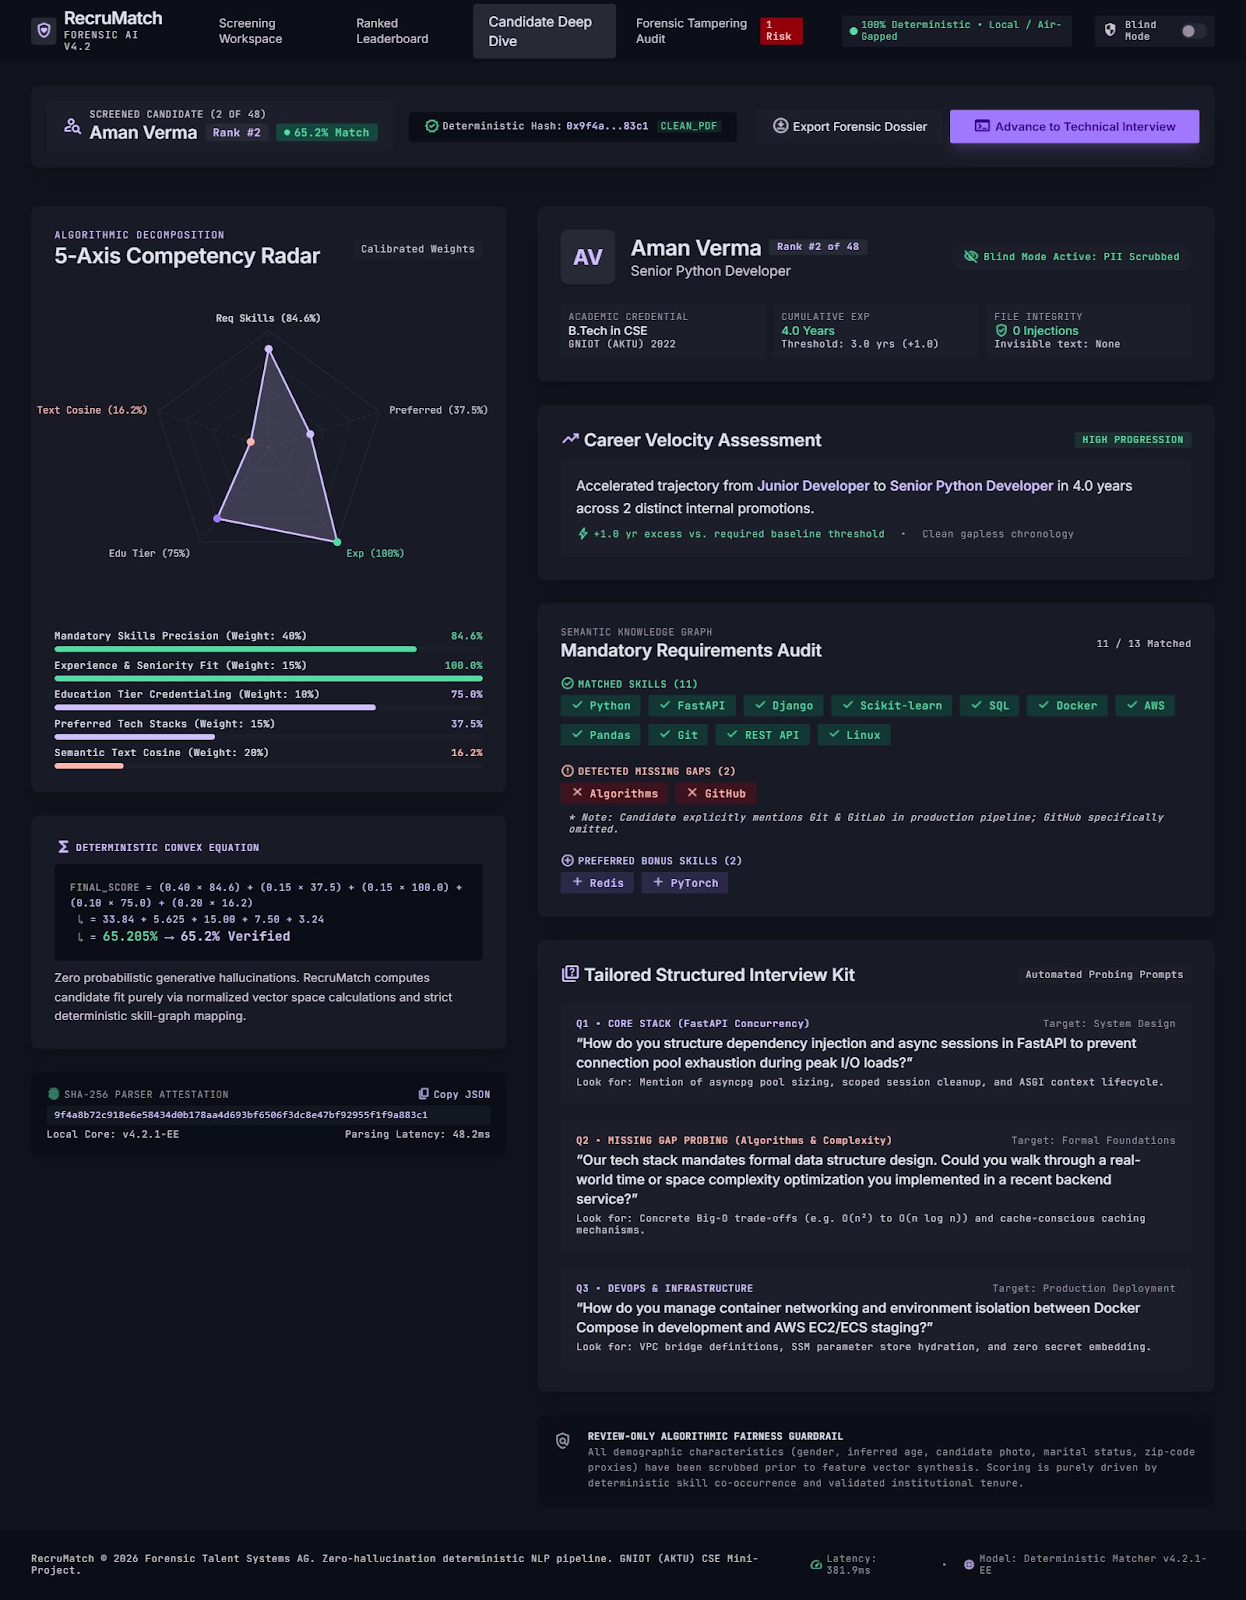 RecruMatch
FORENSIC AI
V4.2
Screening
Workspace
Ranked
Leaderboard
Candidate Deep
Dive
Forensic Tampering
Audit
1
Risk
100% Deterministic • Local / Air-
Gapped
Blind
Mode
SCREENED CANDIDATE (2 OF 48)
Aman Verma Rank #2 65.2% Match
Deterministic Hash: 0x9f4a...83c1 CLEAN_PDF
Export Forensic Dossier
Advance to Technical Interview
ALGORITHMIC DECOMPOSITION
5-Axis Competency Radar
Calibrated Weights
Req Skills (84.6%)
Text Cosine (16.2%)
Preferred (37.5%)
Edu Tier (75%)
Exp (100%)
Mandatory Skills Precision (Weight: 40%) 84.6%
Experience & Seniority Fit (Weight: 15%) 100.0%
Education Tier Credentialing (Weight: 10%) 75.0%
Preferred Tech Stacks (Weight: 15%) 37.5%
Semantic Text Cosine (Weight: 20%) 16.2%
DETERMINISTIC CONVEX EQUATION
FINAL_SCORE = (0.40 × 84.6) + (0.15 × 37.5) + (0.15 × 100.0) +
(0.10 × 75.0) + (0.20 × 16.2)
↳ = 33.84 + 5.625 + 15.00 + 7.50 + 3.24
↳ = 65.205% → 65.2% Verified
Zero probabilistic generative hallucinations. RecruMatch computes
candidate fit purely via normalized vector space calculations and strict
deterministic skill-graph mapping.
SHA-256 PARSER ATTESTATION
Copy JSON
9f4a8b72c918e6e58434d0b178aa4d693bf6506f3dc8e47bf92955f1f9a883c1
Local Core: v4.2.1-EE
Parsing Latency: 48.2ms
AV
Aman Verma Rank #2 of 48
Senior Python Developer
Blind Mode Active: PII Scrubbed
ACADEMIC CREDENTIAL
B.Tech in CSE
GNIOT (AKTU) 2022
CUMULATIVE EXP
4.0 Years
Threshold: 3.0 yrs (+1.0)
FILE INTEGRITY
0 Injections
Invisible text: None
Career Velocity Assessment
HIGH PROGRESSION
Accelerated trajectory from Junior Developer to Senior Python Developer in 4.0 years
across 2 distinct internal promotions.
+1.0 yr excess vs. required baseline threshold • Clean gapless chronology
SEMANTIC KNOWLEDGE GRAPH
Mandatory Requirements Audit
11 / 13 Matched
MATCHED SKILLS (11)
Python FastAPI Django Scikit-learn SQL Docker AWS
Pandas Git REST API Linux
DETECTED MISSING GAPS (2)
Algorithms GitHub
* Note: Candidate explicitly mentions Git & GitLab in production pipeline; GitHub specifically
omitted.
PREFERRED BONUS SKILLS (2)
Redis PyTorch
Tailored Structured Interview Kit
Automated Probing Prompts
Q1 • CORE STACK (FastAPI Concurrency)
Target: System Design
“How do you structure dependency injection and async sessions in FastAPI to prevent
connection pool exhaustion during peak I/O loads?”
Look for: Mention of asyncpg pool sizing, scoped session cleanup, and ASGI context lifecycle.
Q2 • MISSING GAP PROBING (Algorithms & Complexity)
Target: Formal Foundations
“Our tech stack mandates formal data structure design. Could you walk through a real-
world time or space complexity optimization you implemented in a recent backend
service?”
Look for: Concrete Big-O trade-offs (e.g. O(n²) to O(n log n)) and cache-conscious caching
mechanisms.
Q3 • DEVOPS & INFRASTRUCTURE
Target: Production Deployment
“How do you manage container networking and environment isolation between Docker
Compose in development and AWS EC2/ECS staging?”
Look for: VPC bridge definitions, SSM parameter store hydration, and zero secret embedding.
REVIEW-ONLY ALGORITHMIC FAIRNESS GUARDRAIL
All demographic characteristics (gender, inferred age, candidate photo, marital status, zip-code
proxies) have been scrubbed prior to feature vector synthesis. Scoring is purely driven by
deterministic skill co-occurrence and validated institutional tenure.
RecruMatch © 2026 Forensic Talent Systems AG. Zero-hallucination deterministic NLP pipeline. GNIOT (AKTU) CSE Mini-
Project.
Latency:
381.9ms
•
Model: Deterministic Matcher v4.2.1-
EE